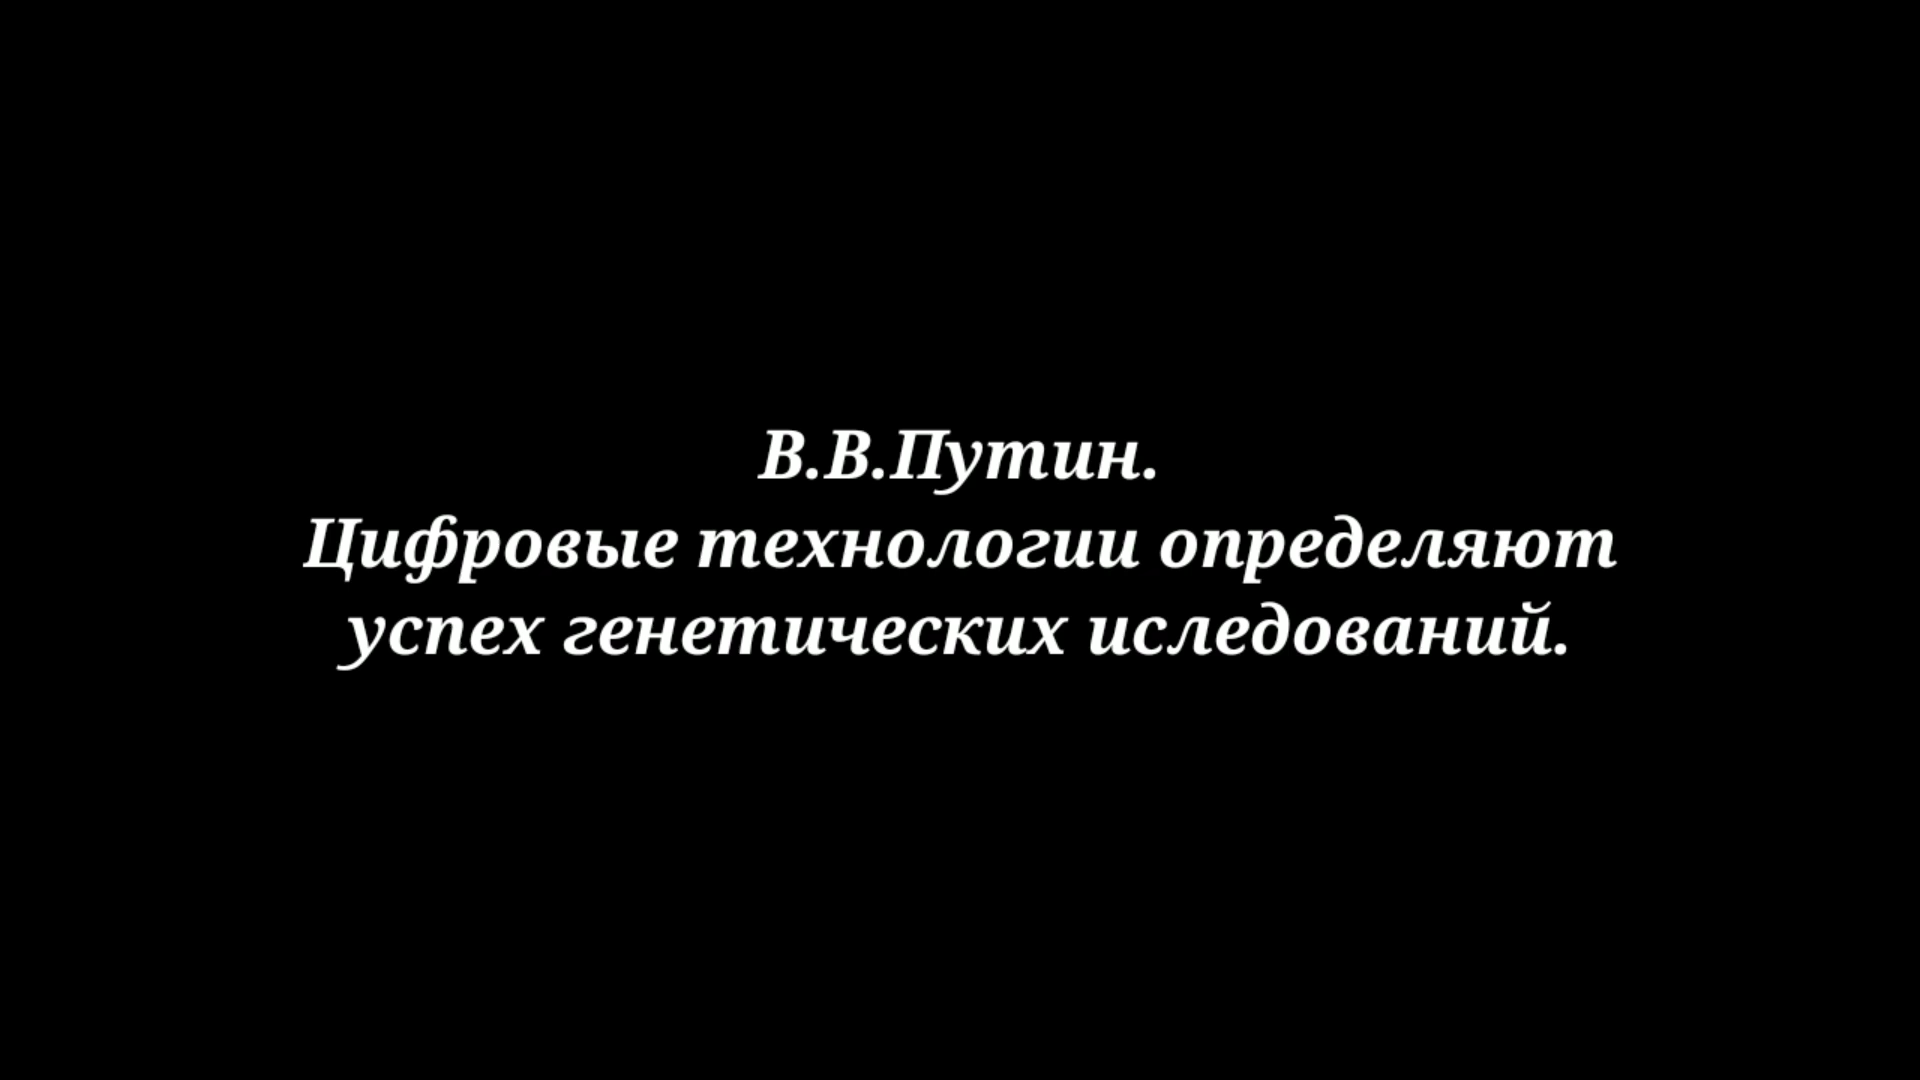 В.В.Путин.
Цифровые технологии определяют
успех генетических иследований.